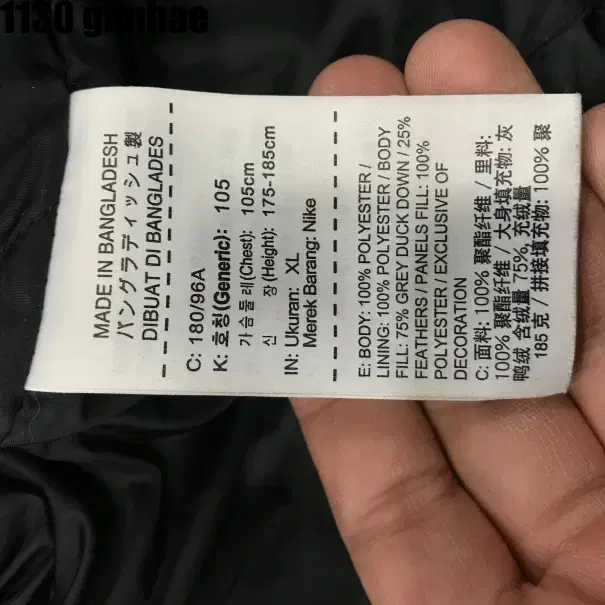 1130 gimhae
MADE IN BANGLADESH
バングラディッシュ製
DIBUAT DI BANGLADES
C: 180/96A
K: 호칭(Generic): 105
가슴둘레(Chest): 105cm
신 장(Height): 175-185cm
IN: Ukuran: XL
Merek Barang: Nike
E: BODY: 100% POLYESTER /
LINING: 100% POLYESTER / BODY
FILL: 75% GREY DUCK DOWN / 25%
FEATHERS / PANELS FILL: 100%
POLYESTER / EXCLUSIVE OF
DECORATION
C: 面料: 100% 聚酯纤维 / 里料:
100% 聚酯纤维 / 大身填充物: 灰
鸭绒 含绒量 75%, 充绒量
185 克 / 拼接填充物: 100% 聚